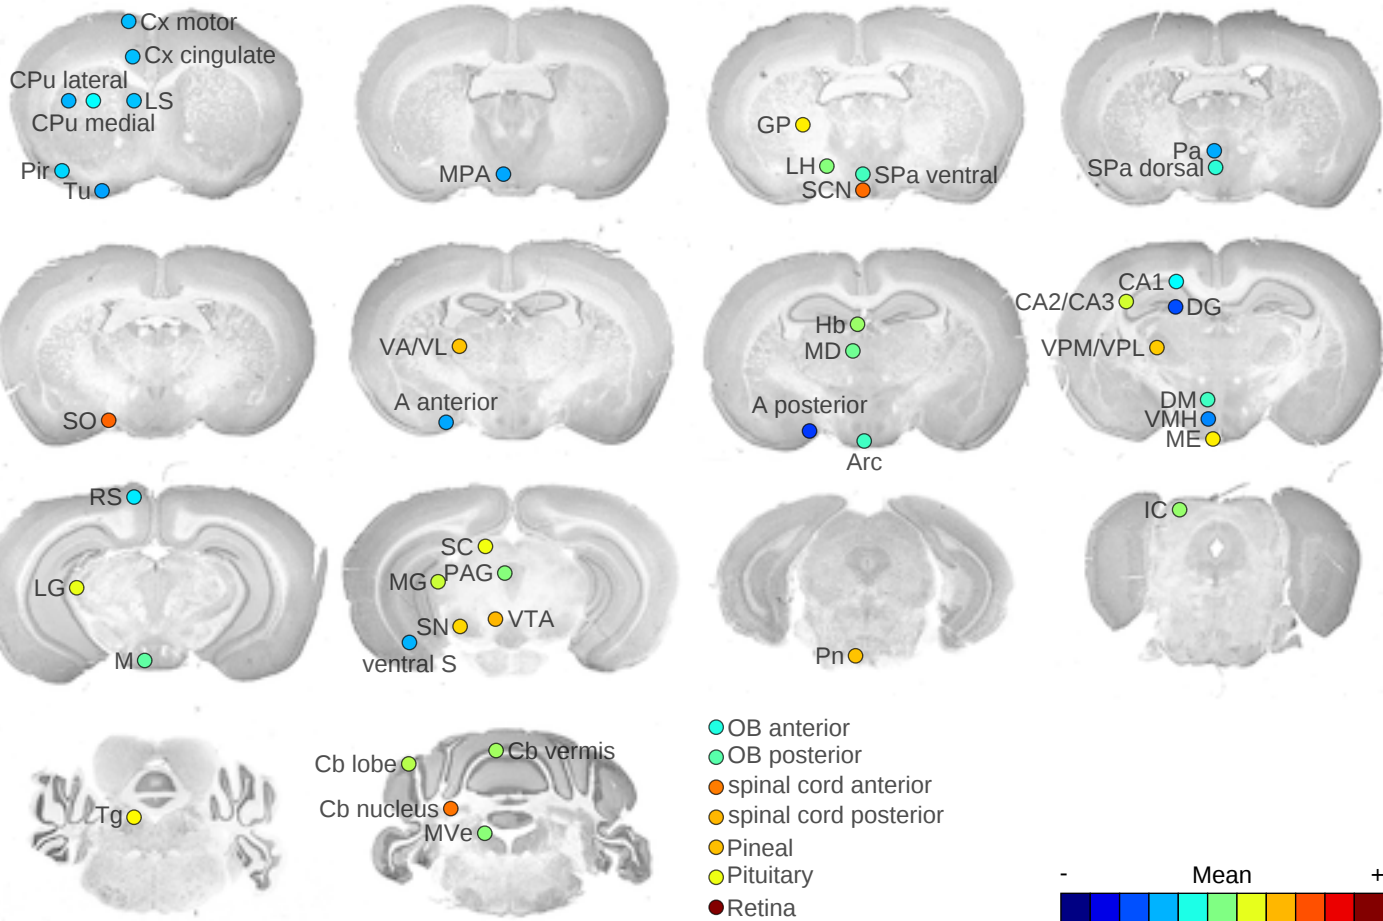 Cx motor
Cx cingulate
CPu lateral
LS
CPu medial
Pir
Tu
MPA
GP
LH
SPa ventral
SCN
Pa
SPa dorsal
SO
VA/VL
A anterior
Hb
MD
A posterior
Arc
CA1
CA2/CA3
DG
VPM/VPL
DM
VMH
ME
RS
LG
M
SC
MG
PAG
SN
VTA
ventral S
Pn
IC
Tg
Cb lobe
Cb vermis
Cb nucleus
MVe
OB anterior
OB posterior
spinal cord anterior
spinal cord posterior
Pineal
Pituitary
Retina
- Mean +